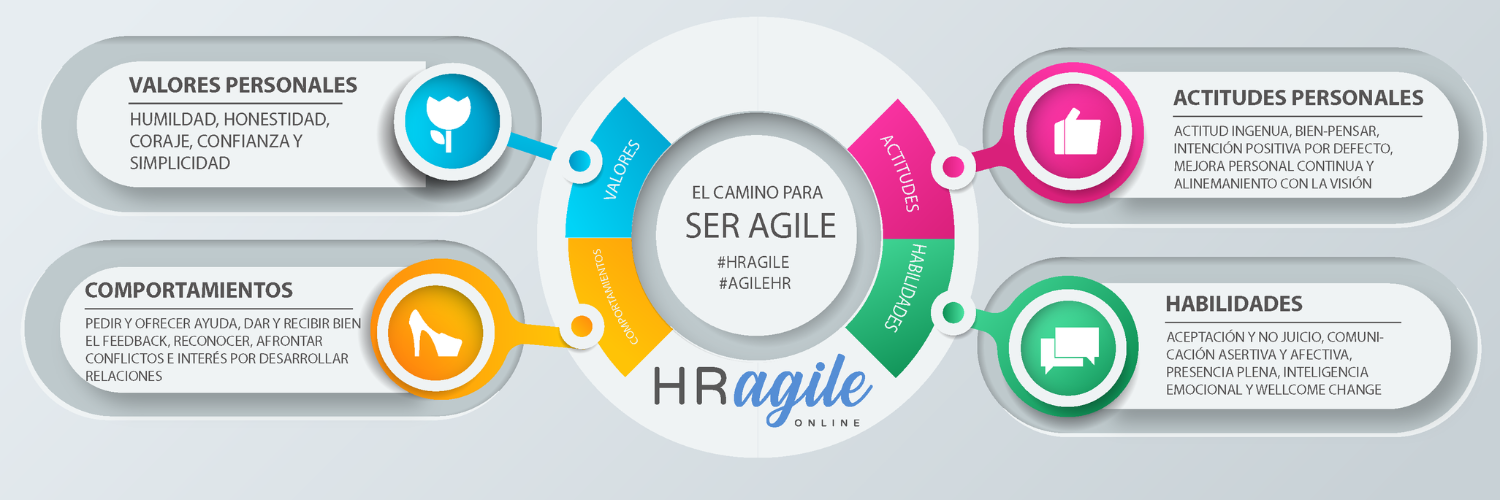 VALORES PERSONALES
HUMILDAD, HONESTIDAD,
CORAJE, CONFIANZA Y
SIMPLICIDAD
COMPORTAMIENTOS
PEDIR Y OFRECER AYUDA, DAR Y RECIBIR BIEN
EL FEEDBACK, RECONOCER, AFRONTAR
CONFLICTOS E INTERÉS POR DESARROLLAR
RELACIONES
VALORES
COMPORTAMIENTOS
EL CAMINO PARA
SER AGILE
#HRAGILE
#AGILEHR
ACTITUDES
HABILIDADES
HRagile
ONLINE
ACTITUDES PERSONALES
ACTITUD INGENUA, BIEN-PENSAR,
INTENCIÓN POSITIVA POR DEFECTO,
MEJORA PERSONAL CONTINUA Y
ALINEMANIENTO CON LA VISIÓN
HABILIDADES
ACEPTACIÓN Y NO JUICIO, COMUNI-
CACIÓN ASERTIVA Y AFECTIVA,
PRESENCIA PLENA, INTELIGENCIA
EMOCIONAL Y WELLCOME CHANGE